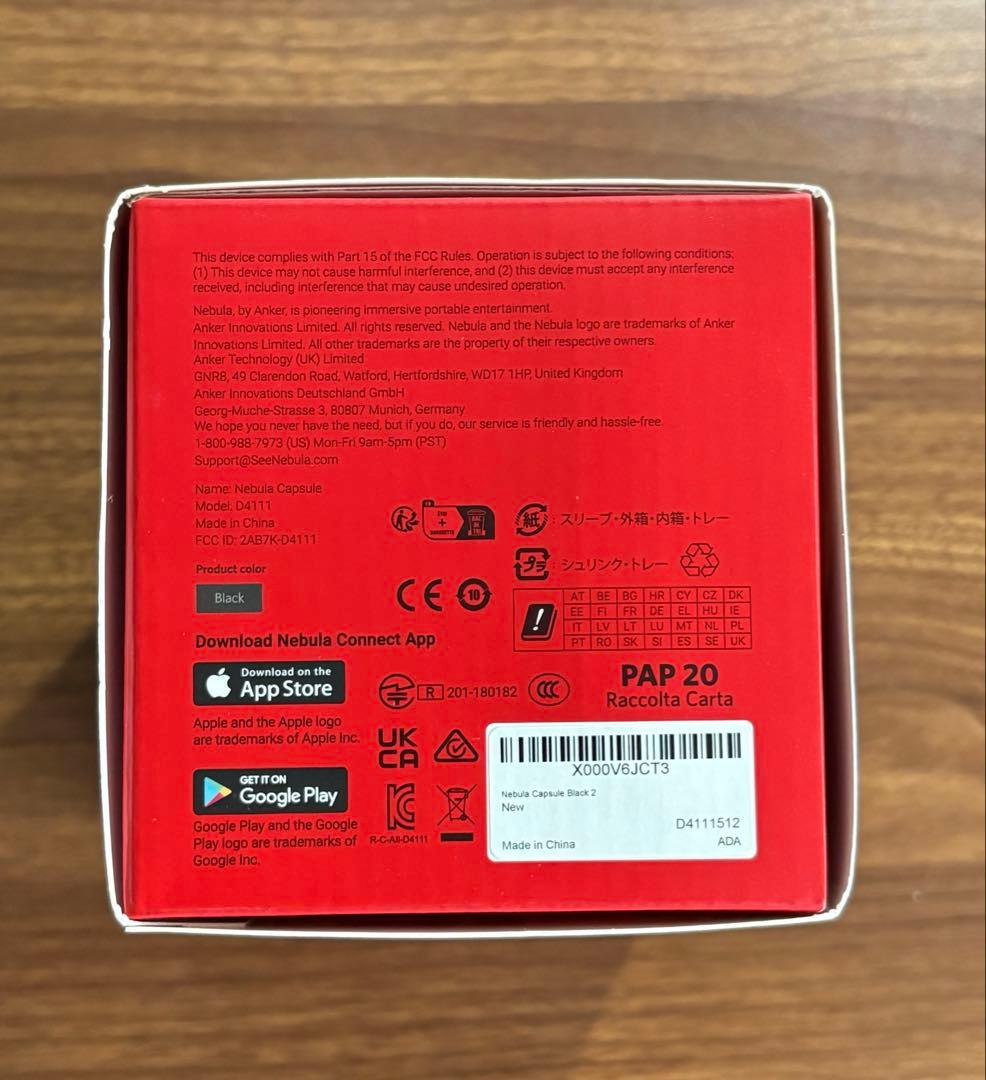 This device complies with Part 15 of the FCC Rules. Operation is subject to the following conditions:
(1) This device may not cause harmful interference, and (2) this device must accept any interference
received, including interference that may cause undesired operation.
Nebula, by Anker, is pioneering immersive portable entertainment.
Anker Innovations Limited. All rights reserved. Nebula and the Nebula logo are trademarks of Anker
Innovations Limited. All other trademarks are the property of their respective owners.
Anker Technology (UK) Limited
GNR8, 49 Clarendon Road, Watford, Hertfordshire, WD17 1HP, United Kingdom
Anker Innovations Deutschland GmbH
Georg-Muche-Strasse 3, 80807 Munich, Germany
We hope you never have the need, but if you do, our service is friendly and hassle-free.
1-800-988-7973 (US) Mon-Fri 9am-5pm (PST)
Support@SeeNebula.com
Name: Nebula Capsule
Model: D4111
Made in China
FCC ID: 2AB7K-D4111
Product color
Black
FR
+
紙 : スリーブ・外箱・内箱・トレー
プラ : シュリンク・トレー
CE
10
!
AT BE BG HR CY CZ DK
EE FI FR DE EL HU IE
IT LV LT LU MT NL PL
PT RO SK SI ES SE UK
Download Nebula Connect App
Download on the
App Store
Apple and the Apple logo
are trademarks of Apple Inc.
GET IT ON
Google Play
Google Play and the Google
Play logo are trademarks of
Google Inc.
R 201-180182
CCC
PAP 20
Raccolta Carta
UK
CA
R-C-AII-D4111
X000V6JCT3
Nebula Capsule Black 2
New
D4111512
Made in China
ADA